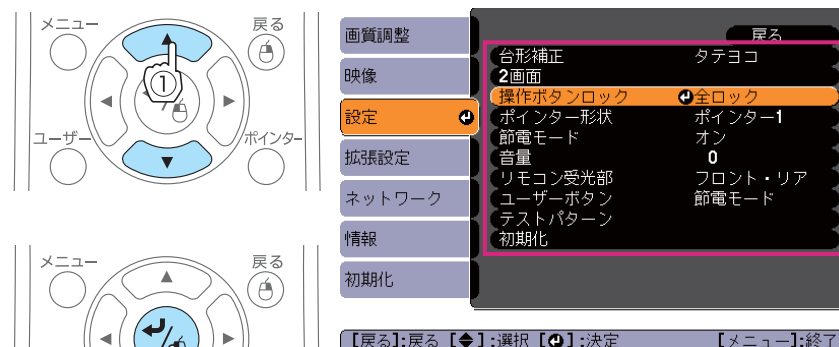 メニュー
戻る
①
ユーザー
ポインター
メニュー
戻る
画質調整
映像
設定
拡張設定
ネットワーク
情報
初期化
戻る
台形補正 タテヨコ
2画面
操作ボタンロック 全ロック
ポインター形状 ポインター1
節電モード オン
音量 0
リモコン受光部 フロント・リア
ユーザーボタン 節電モード
テストパターン
初期化
[戻る]:戻る [◆]:選択 [⏎]:決定 [メニュー]:終了